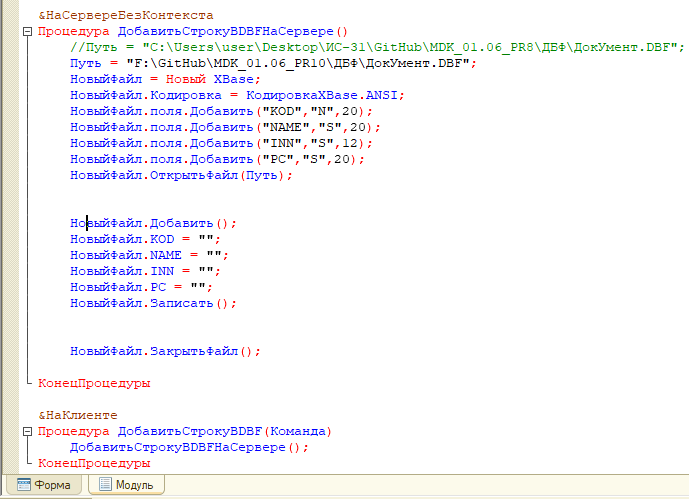 &НаСервереБезКонтекста
Процедура ДобавитьСтрокуBDBFНаСервере()
//Путь = "C:\Users\user\Desktop\ИС-31\GitHub\MDK_01.06_PR8\ДБФ\ДокУмент.DBF";
Путь = "F:\GitHub\MDK_01.06_PR10\ДБФ\ДокУмент.DBF";
НовыйФайл = Новый XBase;
НовыйФайл.Кодировка = КодировкаXBase.ANSI;
НовыйФайл.поля.Добавить("KOD","N",20);
НовыйФайл.поля.Добавить("NAME","S",20);
НовыйФайл.поля.Добавить("INN","S",12);
НовыйФайл.поля.Добавить("PC","S",20);
НовыйФайл.ОткрытьФайл(Путь);
НовыйФайл.Добавить();
НовыйФайл.KOD = "";
НовыйФайл.NAME = "";
НовыйФайл.INN = "";
НовыйФайл.PC = "";
НовыйФайл.Записать();
НовыйФайл.ЗакрытьФайл();
КонецПроцедуры
&НаКлиенте
Процедура ДобавитьСтрокуBDBF(Команда)
ДобавитьСтрокуBDBFНаСервере();
КонецПроцедуры
Форма Модуль